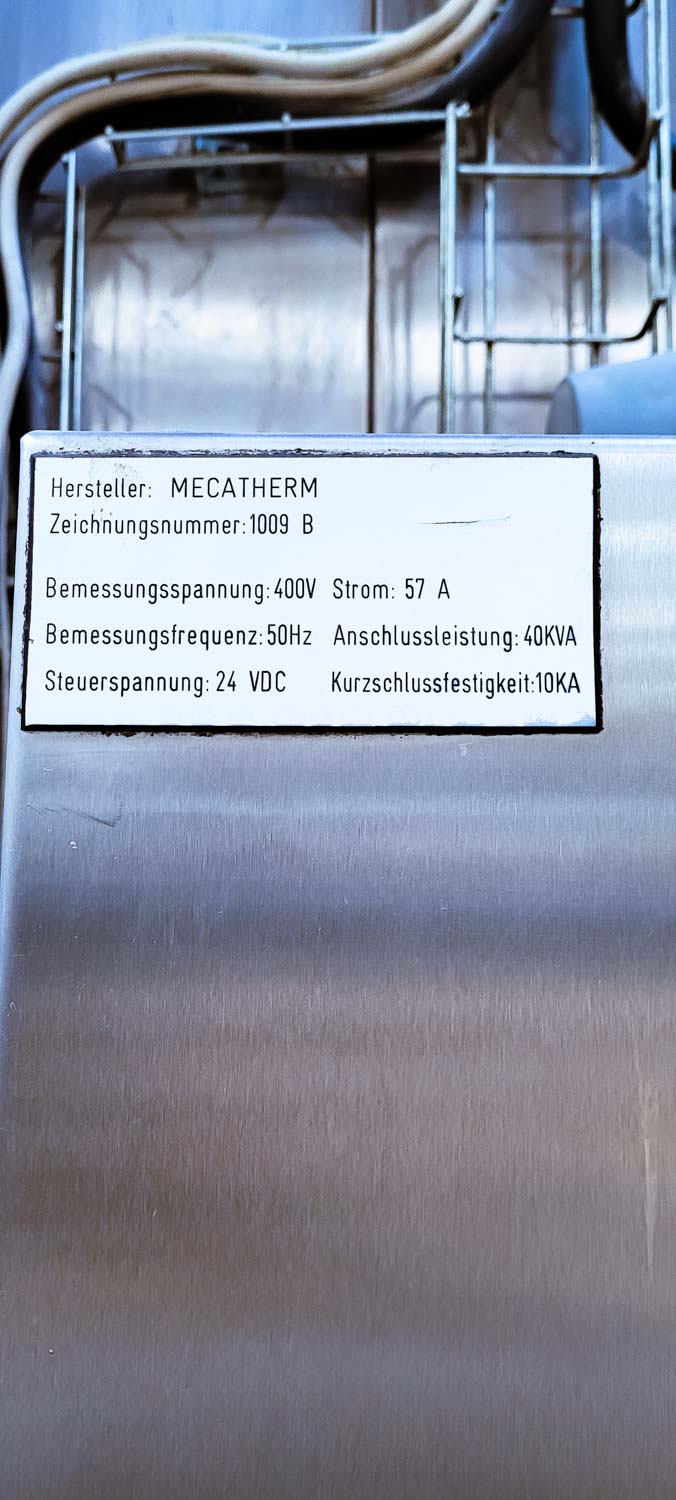 Hersteller: MECATHERM
Zeichnungsnummer: 1009 B
Bemessungsspannung: 400V Strom: 57 A
Bemessungsfrequenz: 50Hz Anschlussleistung: 40KVA
Steuerspannung: 24 VDC Kurzschlussfestigkeit: 10KA